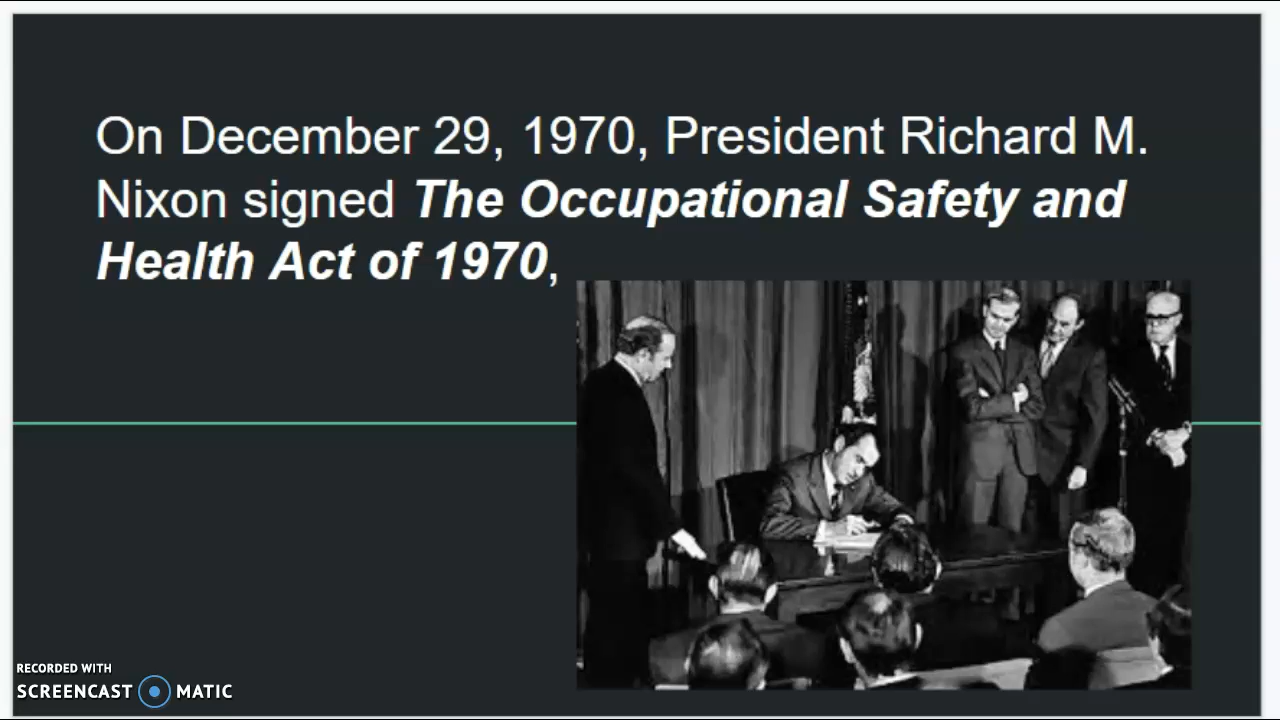 On December 29, 1970, President Richard M.
Nixon signed The Occupational Safety and
Health Act of 1970,
RECORDED WITH
SCREENCAST MATIC